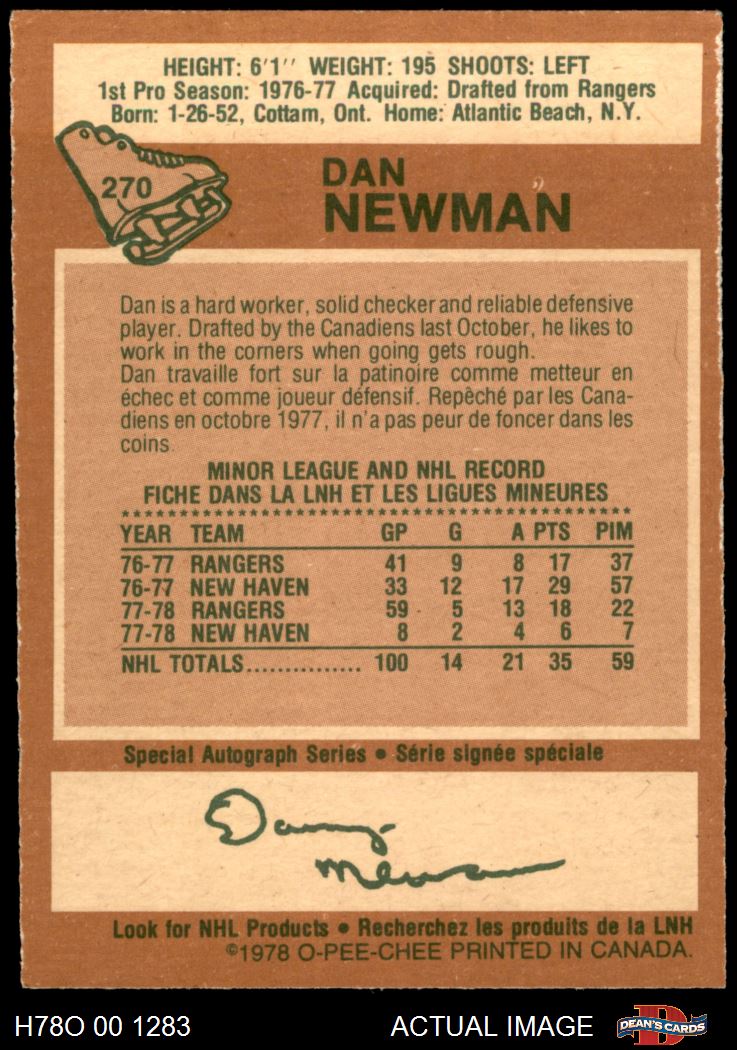 HEIGHT: 6'1'' WEIGHT: 195 SHOOTS: LEFT
1st Pro Season: 1976-77 Acquired: Drafted from Rangers
Born: 1-26-52, Cottam, Ont. Home: Atlantic Beach, N.Y.
270
DAN
NEWMAN
Dan is a hard worker, solid checker and reliable defensive
player. Drafted by the Canadiens last October, he likes to
work in the corners when going gets rough.
Dan travaille fort sur la patinoire comme metteur en
échec et comme joueur défensif. Repêché par les Cana-
diens en octobre 1977, il n'a pas peur de foncer dans les
coins.
MINOR LEAGUE AND NHL RECORD
FICHE DANS LA LNH ET LES LIGUES MINEURES
YEAR TEAM GP G A PTS PIM
76-77 RANGERS 41 9 8 17 37
76-77 NEW HAVEN 33 12 17 29 57
77-78 RANGERS 59 5 13 18 22
77-78 NEW HAVEN 8 2 4 6 7
NHL TOTALS............... 100 14 21 35 59
Special Autograph Series • Série signée spéciale
Danny
Newman
Look for NHL Products • Recherchez les produits de la LNH
©1978 O-PEE-CHEE PRINTED IN CANADA.
H78O 00 1283 ACTUAL IMAGE D DEAN'S CARDS